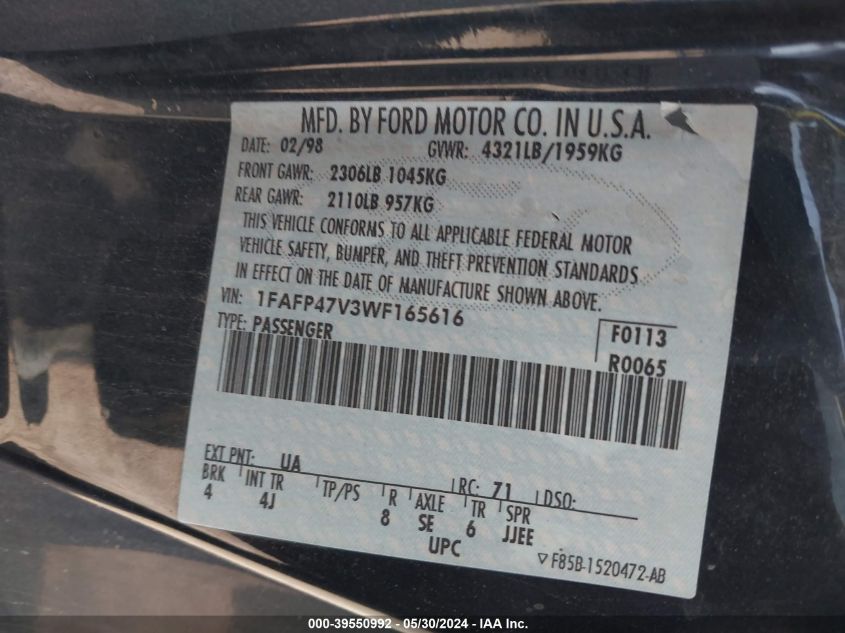 MFD. BY FORD MOTOR CO. IN U.S.A.
DATE: 02/98 GVWR: 4321LB/1959KG
FRONT GAWR: 2306LB 1045KG
REAR GAWR: 2110LB 957KG
THIS VEHICLE CONFORMS TO ALL APPLICABLE FEDERAL MOTOR
VEHICLE SAFETY, BUMPER, AND THEFT PREVENTION STANDARDS
IN EFFECT ON THE DATE OF MANUFACTURE SHOWN ABOVE.
VIN: 1FAFP47V3WF165616
TYPE: PASSENGER
F0113
R0065
EXT PNT: UA RC: 71 DSO:
BRK INT TR TP/PS R AXLE TR SPR
4 4J 8 SE 6 JJEE
UPC
F85B-1520472-AB
000-39550992 - 05/30/2024 - IAA Inc.